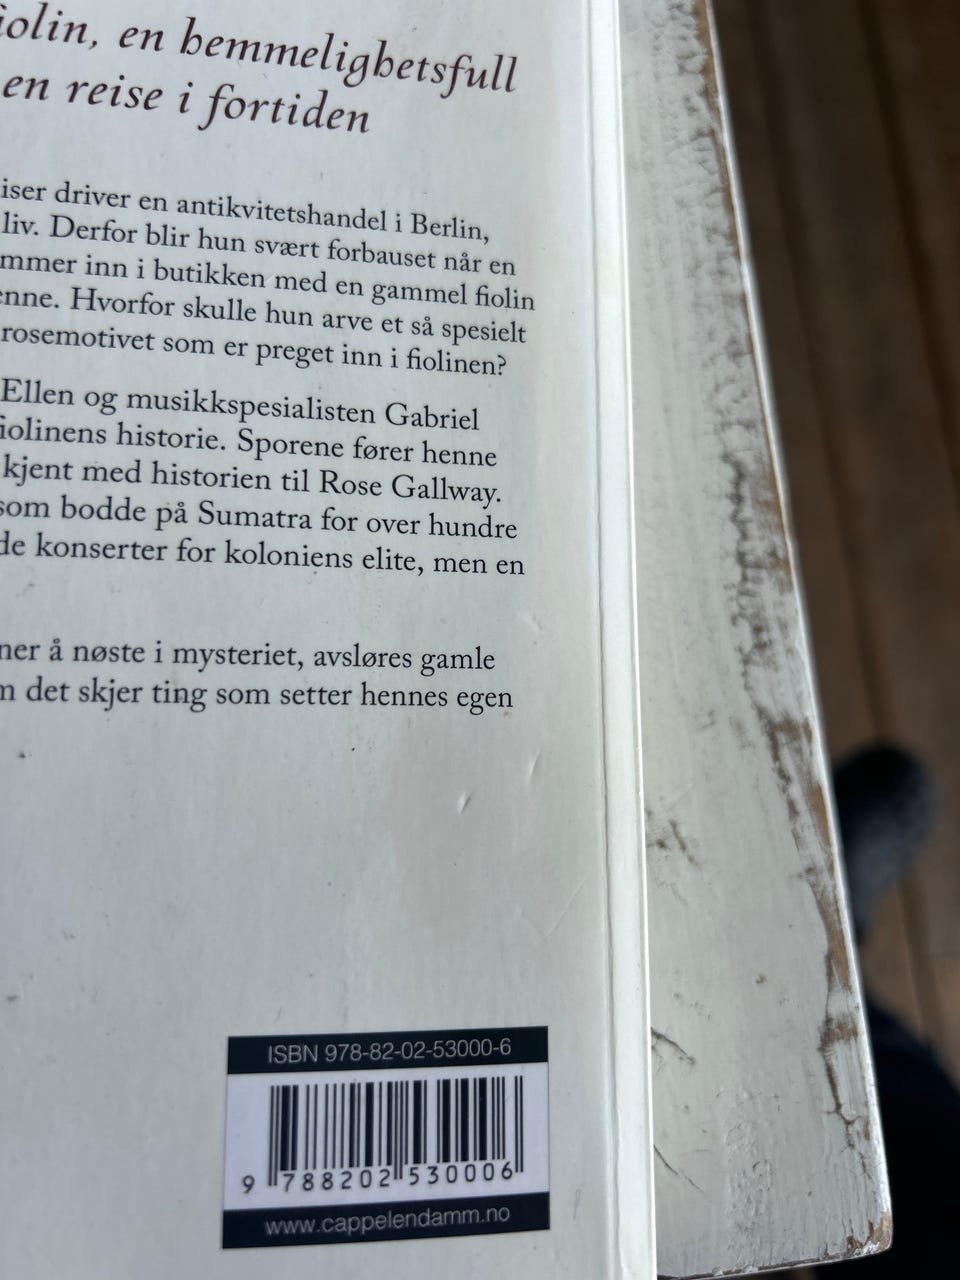 fiolin, en hemmelighetsfull
en reise i fortiden
iser driver en antikvitetshandel i Berlin,
liv. Derfor blir hun svært forbauset når en
mmer inn i butikken med en gammel fiolin
enne. Hvorfor skulle hun arve et så spesielt
rosemotivet som er preget inn i fiolinen?
Ellen og musikkspesialisten Gabriel
fiolinens historie. Sporene fører henne
kjent med historien til Rose Gallway.
som bodde på Sumatra for over hundre
de konserter for koloniens elite, men en
ner å nøste i mysteriet, avsløres gamle
m det skjer ting som setter hennes egen
ISBN 978-82-02-53000-6
9 788202 530006
www.cappelendamm.no